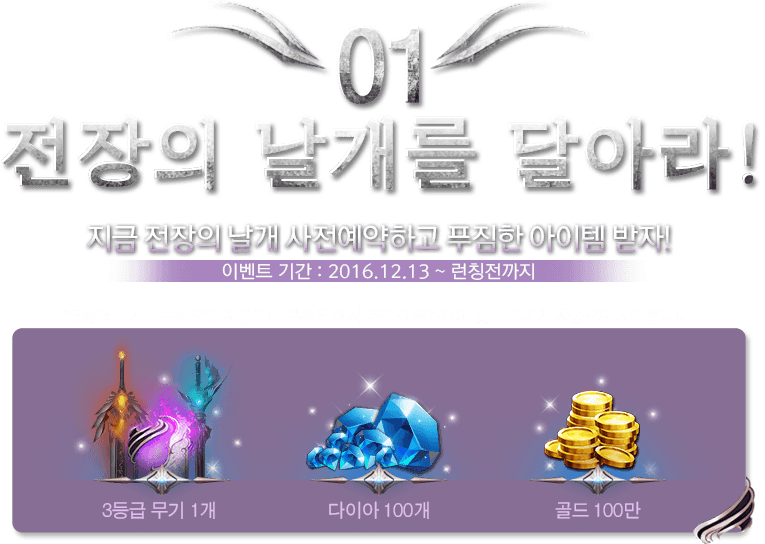 01
전장의 날개를 달아라!
지금 전장의 날개 사전예약하고 푸짐한 아이템 받자!
이벤트 기간 : 2016.12.13 ~ 런칭전까지
3등급 무기 1개
다이아 100개
골드 100만